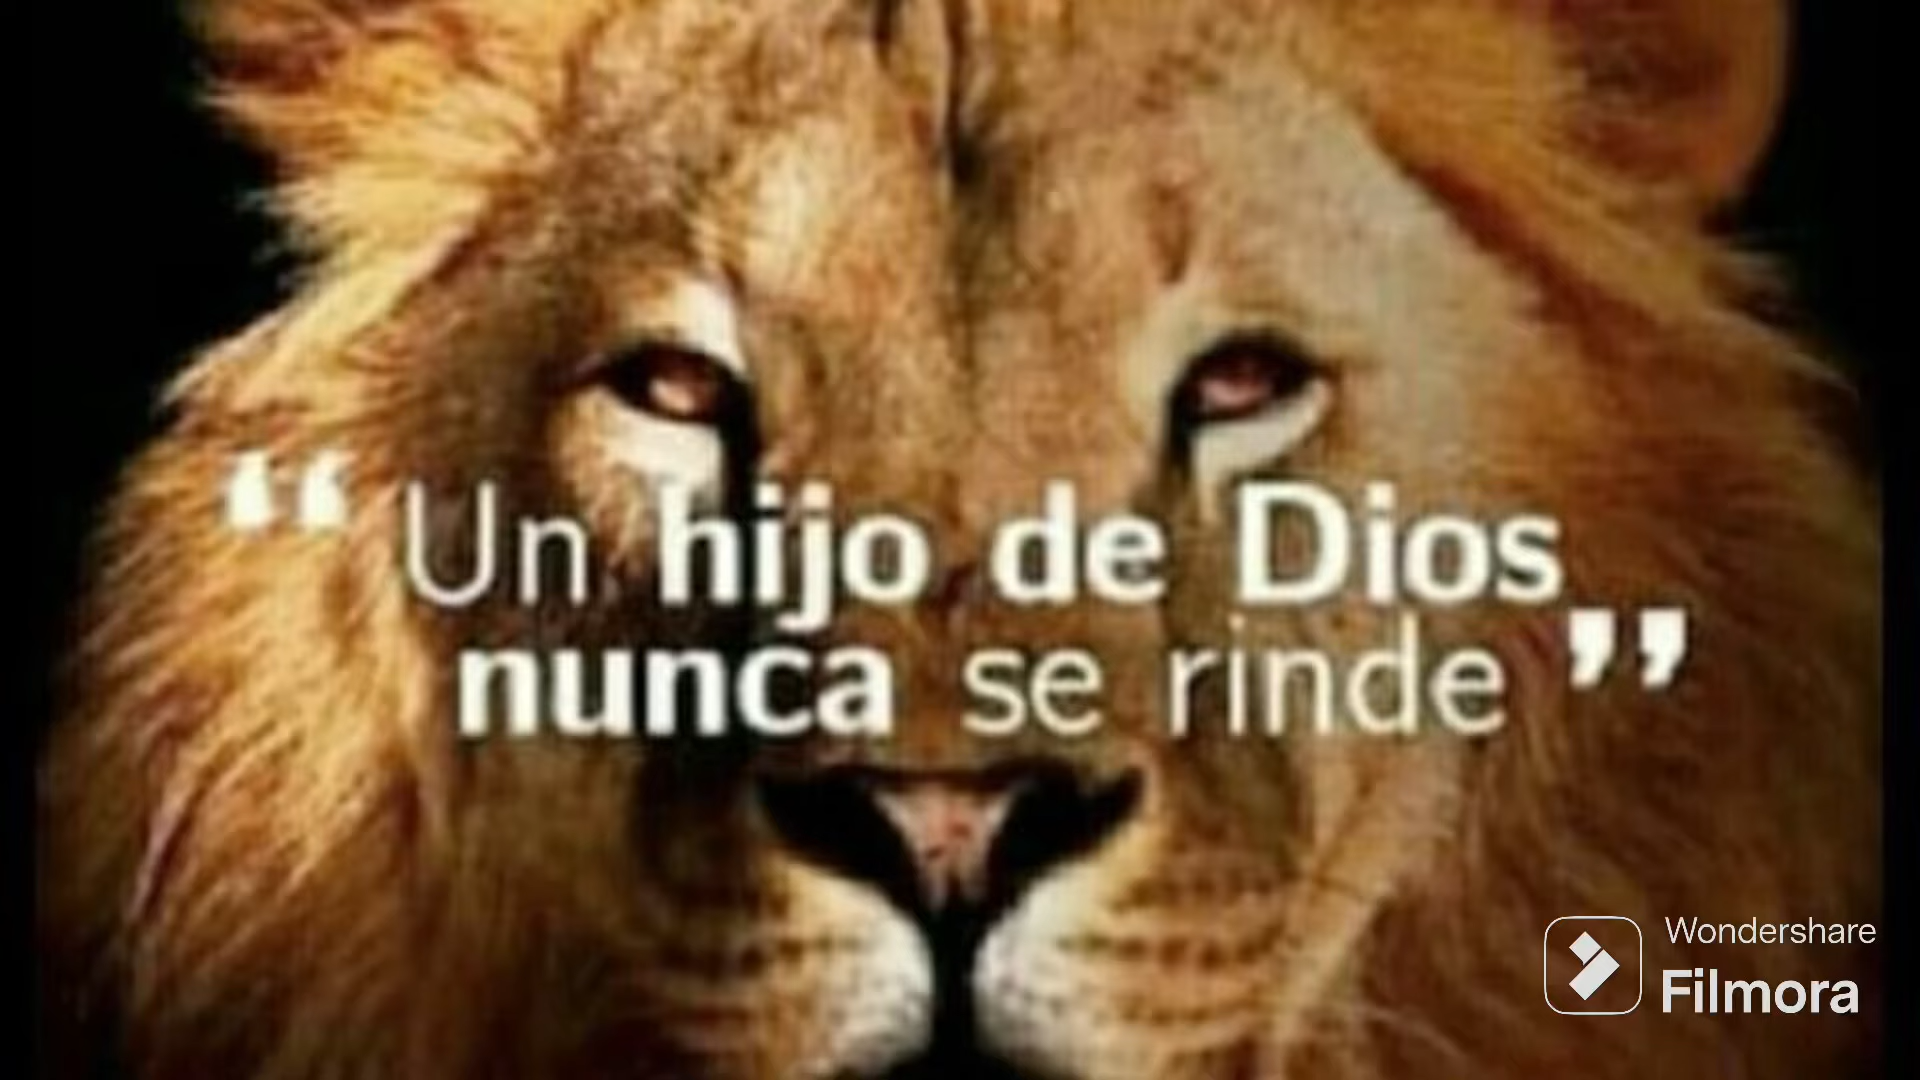 “ Un hijo de Dios
nunca se rinde ”
Wondershare
Filmora